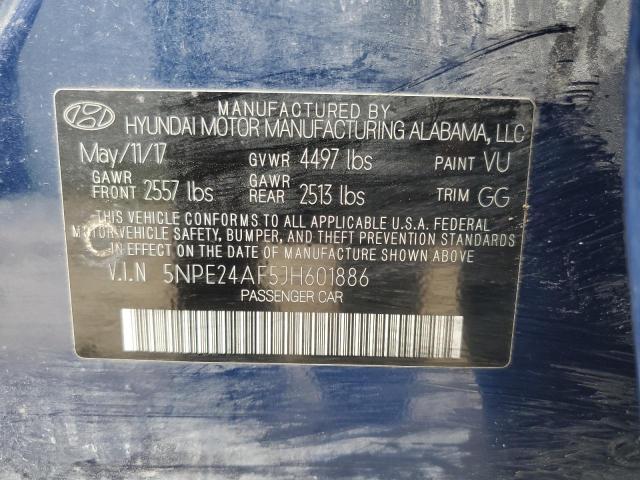 MANUFACTURED BY
HYUNDAI MOTOR MANUFACTURING ALABAMA, LLC
May/11/17 GVWR 4497 lbs PAINT VU
GAWR FRONT 2557 lbs GAWR REAR 2513 lbs TRIM GG
THIS VEHICLE CONFORMS TO ALL APPLICABLE U.S.A. FEDERAL
MOTOR VEHICLE SAFETY, BUMPER, AND THEFT PREVENTION STANDARDS
IN EFFECT ON THE DATE OF MANUFACTURE SHOWN ABOVE
V.I.N 5NPE24AF5JH601886
PASSENGER CAR